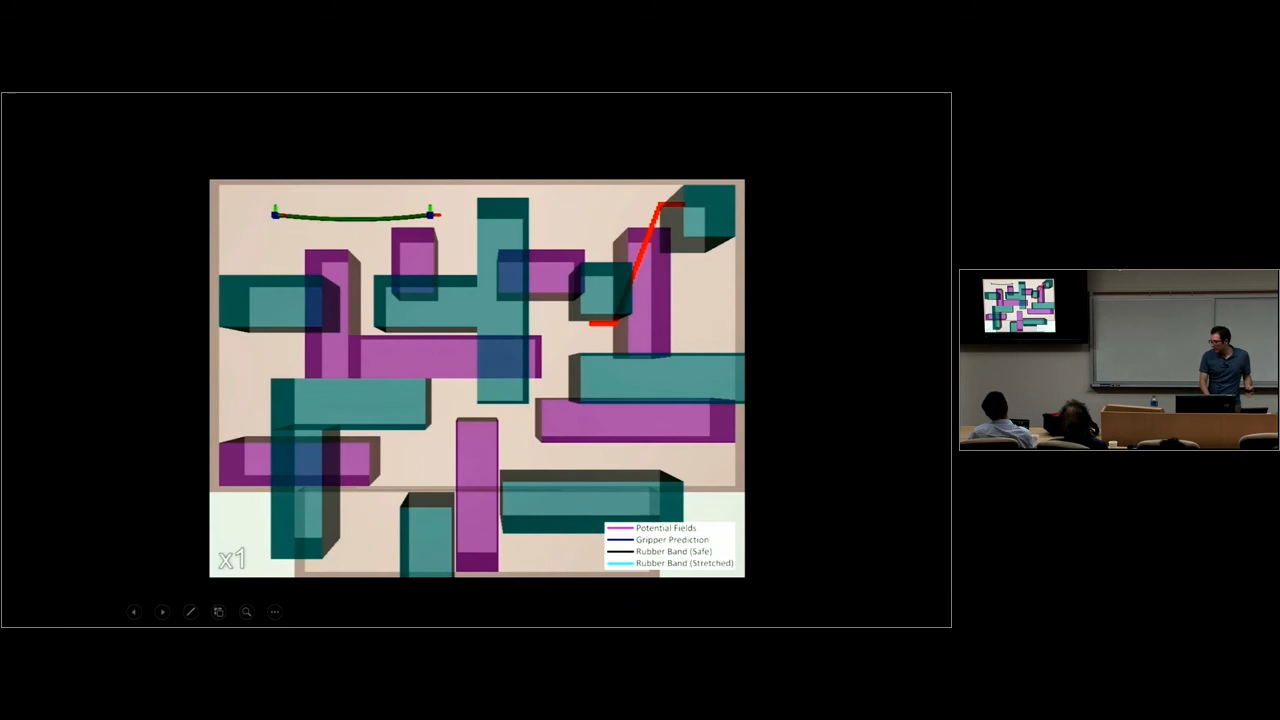 x1
Potential Fields
Gripper Prediction
Rubber Band (Safe)
Rubber Band (Stretched)